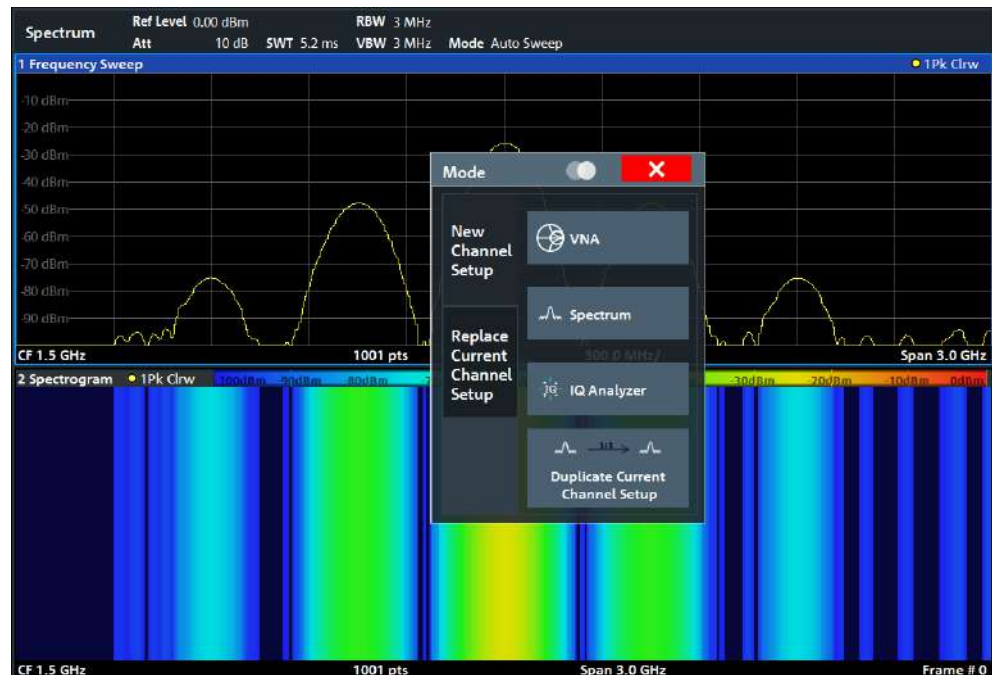 Spectrum
Ref Level 0.00 dBm RBW 3 MHz
Att 10 dB SWT 5.2 ms VBW 3 MHz Mode Auto Sweep
1 Frequency Sweep 1Pk Clrw
-10 dBm
-20 dBm
-30 dBm
-40 dBm
-50 dBm
-60 dBm
-70 dBm
-80 dBm
-90 dBm
CF 1.5 GHz 1001 pts 300.0 MHz/ Span 3.0 GHz
Mode
New
Channel
Setup
VNA
Spectrum
Replace
Current
Channel
Setup
IQ
IQ Analyzer
1:1
Duplicate Current
Channel Setup
2 Spectrogram 1Pk Clrw -100dBm -90dBm -80dBm -30dBm -20dBm -10dBm 0dBm
CF 1.5 GHz 1001 pts Span 3.0 GHz Frame # 0